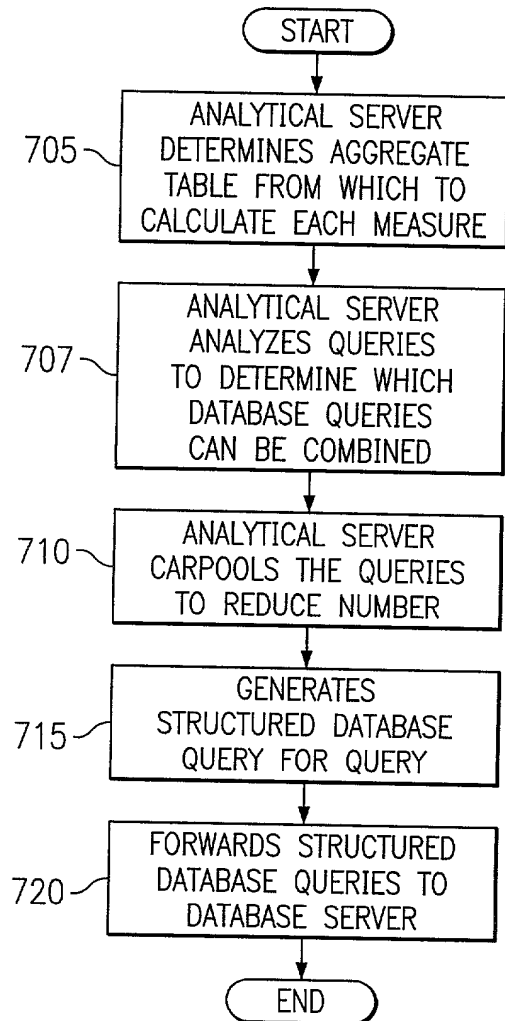 START
705
ANALYTICAL SERVER
DETERMINES AGGREGATE
TABLE FROM WHICH TO
CALCULATE EACH MEASURE
707
ANALYTICAL SERVER
ANALYZES QUERIES
TO DETERMINE WHICH
DATABASE QUERIES
CAN BE COMBINED
710
ANALYTICAL SERVER
CARPOOLS THE QUERIES
TO REDUCE NUMBER
715
GENERATES
STRUCTURED DATABASE
QUERY FOR QUERY
720
FORWARDS STRUCTURED
DATABASE QUERIES TO
DATABASE SERVER
END